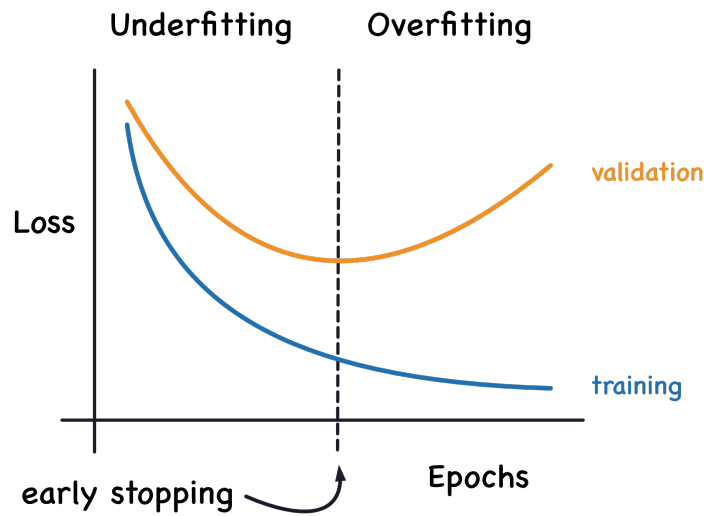 Underfitting
Overfitting
validation
Loss
training
Epochs
early stopping